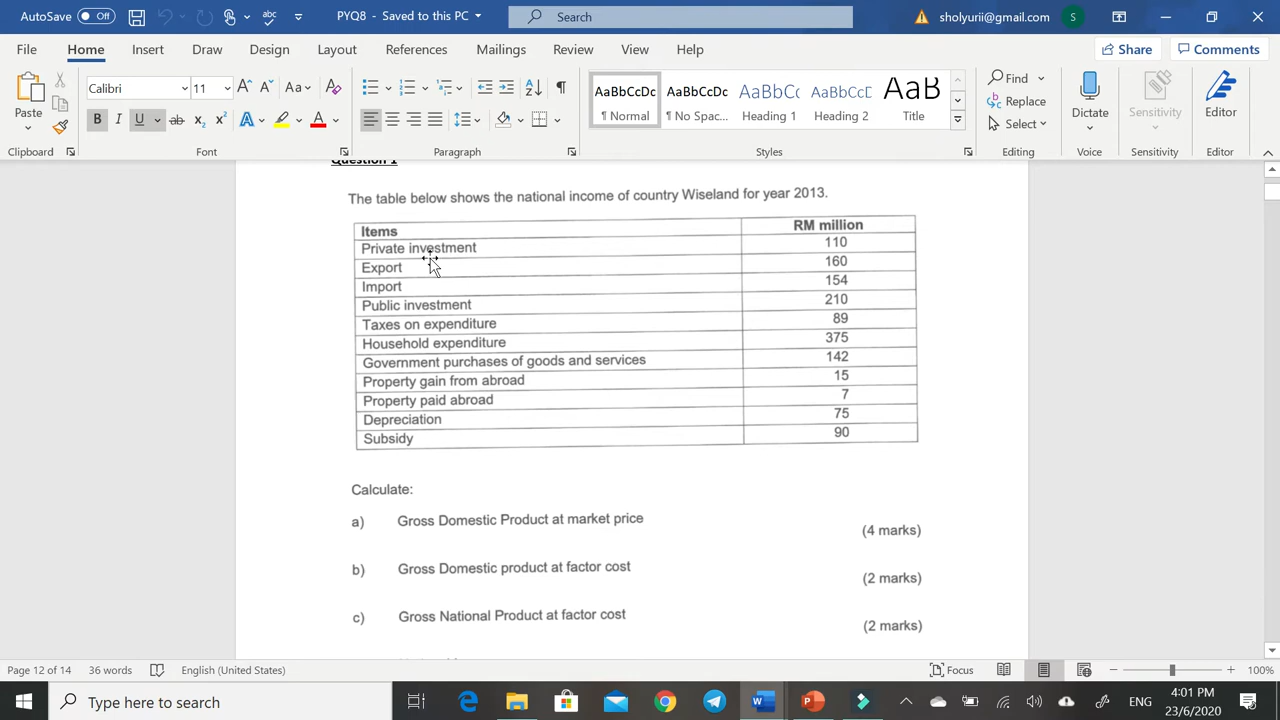 AutoSave Off PYQ8 - Saved to this PC Search sholyurii@gmail.com S
File Home Insert Draw Design Layout References Mailings Review View Help Share Comments
Paste Calibri 11 Aa AaBbCcDc AaBbCcDc AaBbCc AaBbCcD AaB Find Replace Select Dictate Sensitivity Editor
¶ Normal ¶ No Spac... Heading 1 Heading 2 Title
Clipboard Font Paragraph Styles Editing Voice Sensitivity Editor
Question 1
The table below shows the national income of country Wiseland for year 2013.
Items RM million
Private investment 110
Export 160
Import 154
Public investment 210
Taxes on expenditure 89
Household expenditure 375
Government purchases of goods and services 142
Property gain from abroad 15
Property paid abroad 7
Depreciation 75
Subsidy 90
Calculate:
a) Gross Domestic Product at market price
(4 marks)
b) Gross Domestic product at factor cost
(2 marks)
c) Gross National Product at factor cost
(2 marks)
Page 12 of 14 36 words English (United States) Focus 100%
Type here to search ENG 4:01 PM
23/6/2020